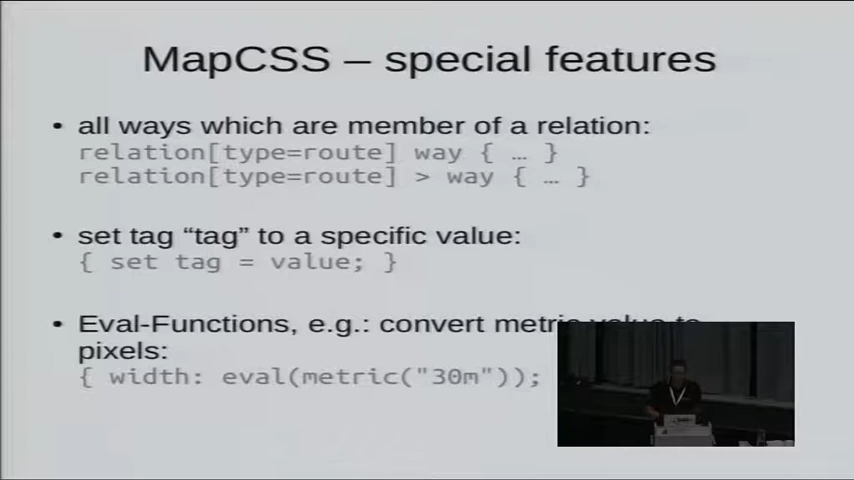 MapCSS – special features
• all ways which are member of a relation:
relation[type=route] way { … }
relation[type=route] > way { … }
• set tag “tag” to a specific value:
{ set tag = value; }
• Eval-Functions, e.g.: convert metric value to
pixels:
{ width: eval(metric("30m"));